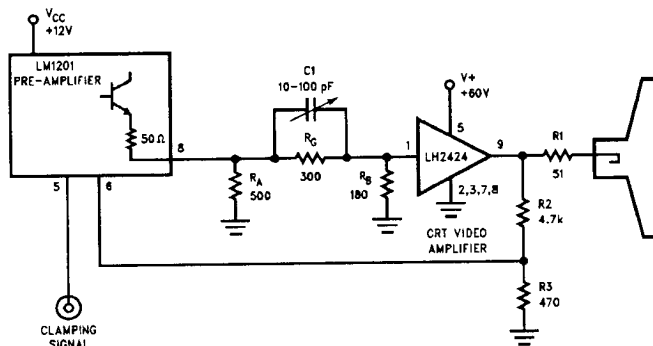 VCC
+12V
LM1201
PRE-AMPLIFIER
50Ω
8
5
6
CLAMPING
SIGNAL
C1
10-100 pF
RG
300
RA
500
RB
180
1
V+
+60V
5
LH2424
9
2,3,7,8
CRT VIDEO
AMPLIFIER
R1
51
R2
4.7k
R3
470